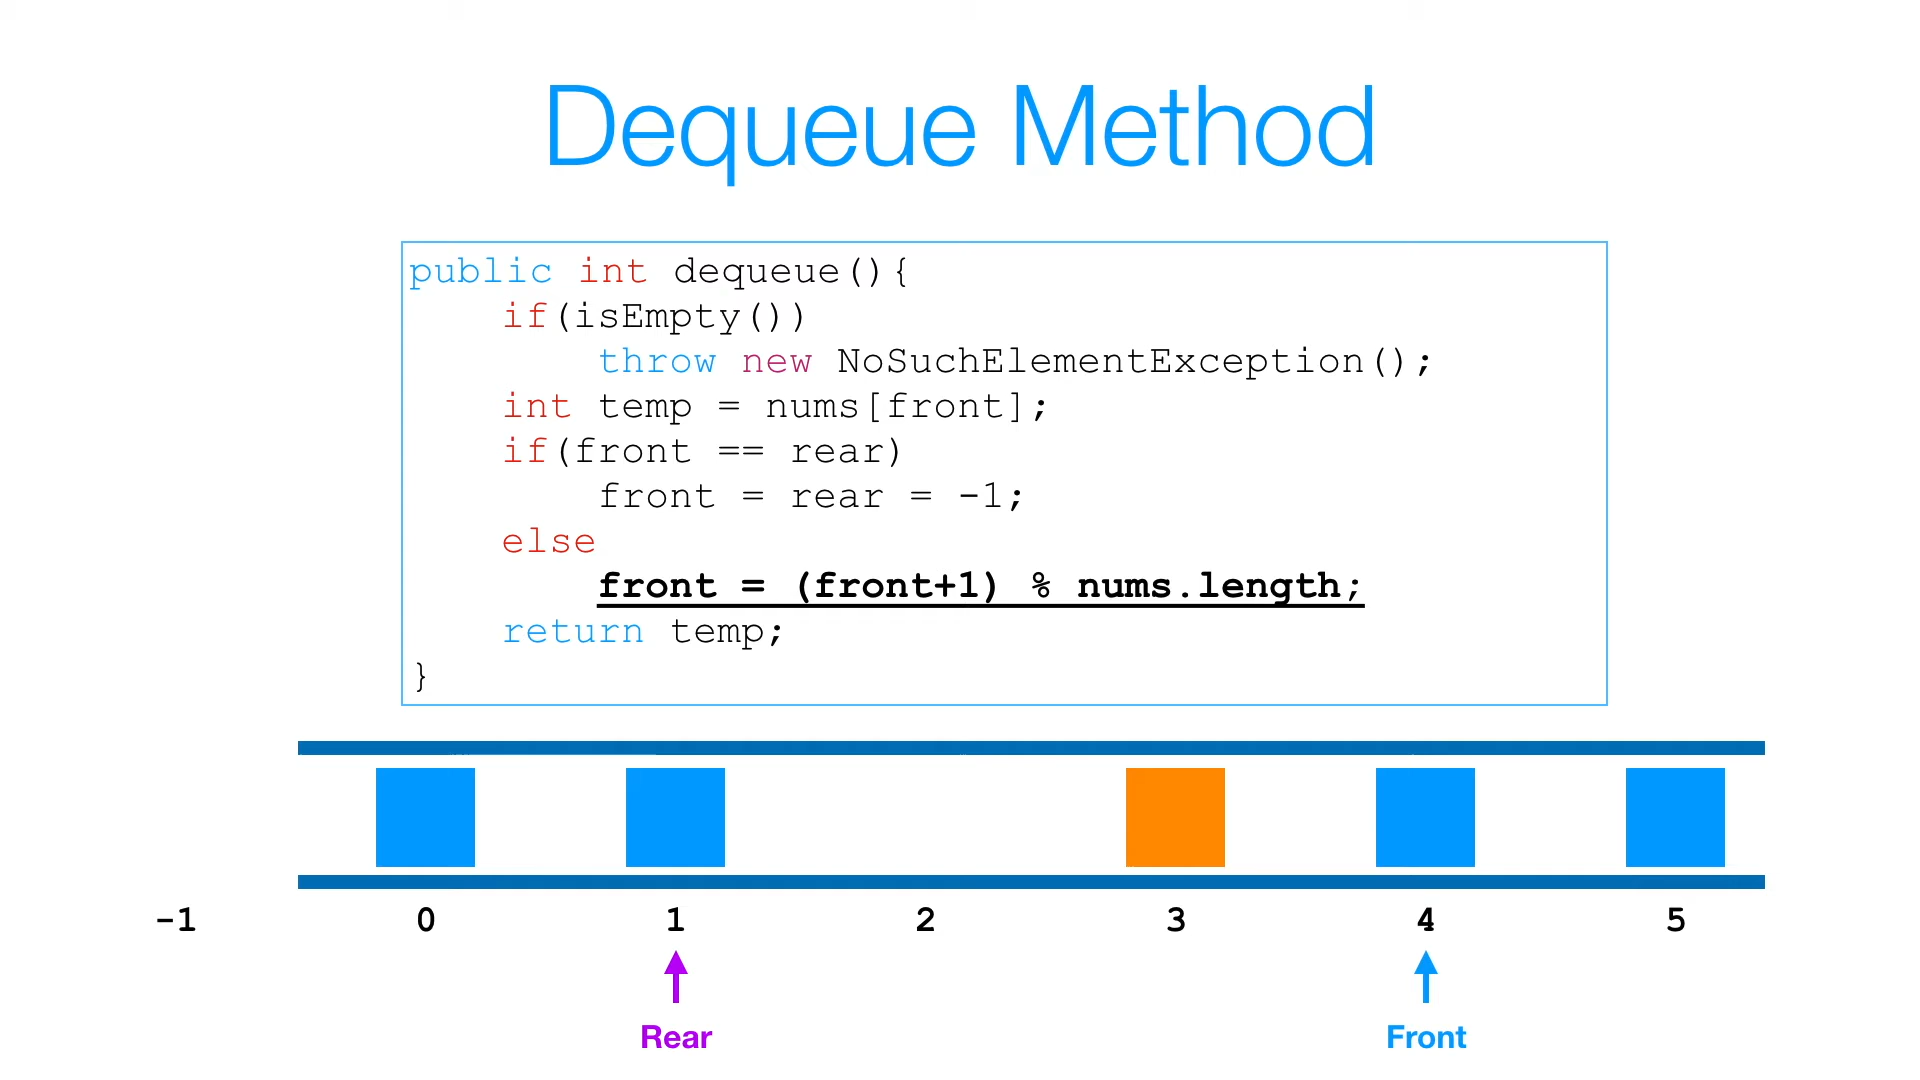 Dequeue Method
public int dequeue(){
if(isEmpty())
throw new NoSuchElementException();
int temp = nums[front];
if(front == rear)
front = rear = -1;
else
front = (front+1) % nums.length;
return temp;
}
-1 0 1 2 3 4 5
Rear Front